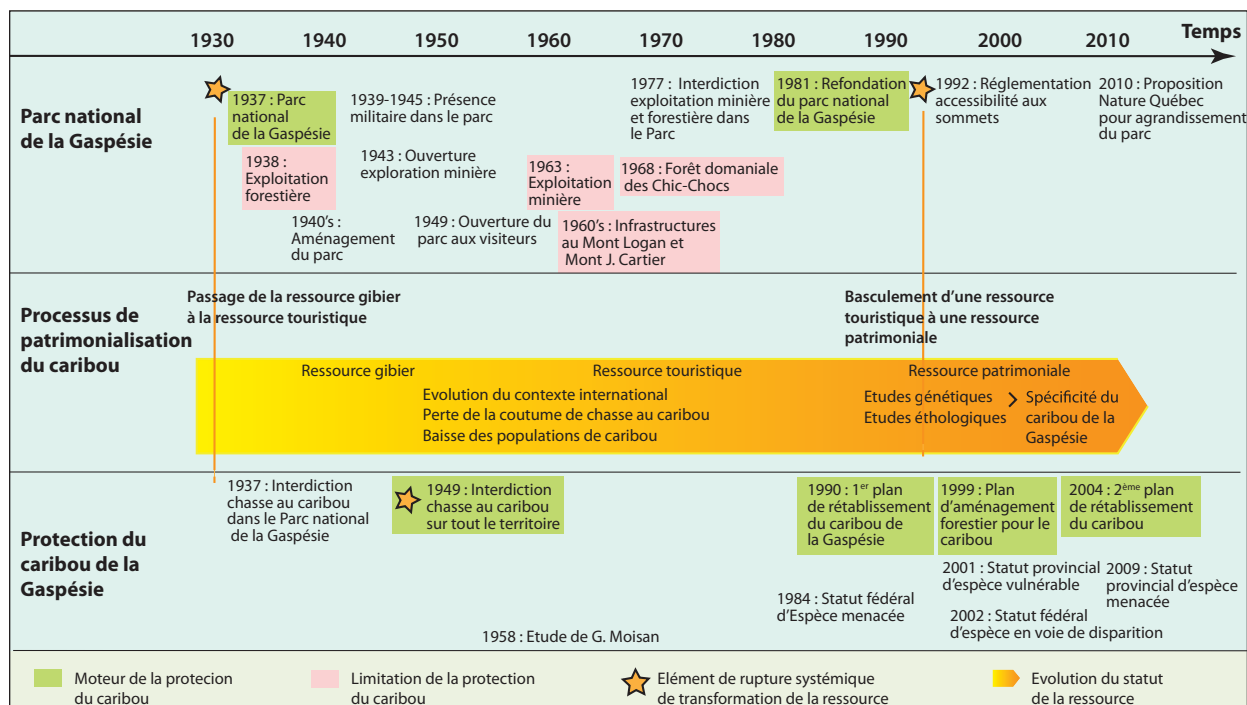 1930 1940 1950 1960 1970 1980 1990 2000 2010 Temps
Parc national
de la Gaspésie
1937 : Parc
national
de la Gaspésie
1939-1945 : Présence
militaire dans le parc
1977 : Interdiction
exploitation minière
et forestière dans
le Parc
1981 : Refondation
du parc national
de la Gaspésie
1992 : Réglementation
accessibilité aux
sommets
2010 : Proposition
Nature Québec
pour agrandissement
du parc
1938 :
Exploitation
forestière
1943 : Ouverture
exploration minière
1963 :
Exploitation
minière
1968 : Forêt domaniale
des Chic-Chocs
1940's :
Aménagement
du parc
1949 : Ouverture du
parc aux visiteurs
1960's : Infrastructures
au Mont Logan et
Mont J. Cartier
Processus de
patrimonialisation
du caribou
Passage de la ressource gibier
à la ressource touristique
Basculement d'une ressource
touristique à une ressource
patrimoniale
Ressource gibier
Ressource touristique
Ressource patrimoniale
Evolution du contexte international
Perte de la coutume de chasse au caribou
Baisse des populations de caribou
Etudes génétiques
Etudes éthologiques
>
Spécificité du
caribou de la
Gaspésie
Protection du
caribou de la
Gaspésie
1937 : Interdiction
chasse au caribou
dans le Parc national
de la Gaspésie
1949 : Interdiction
chasse au caribou
sur tout le territoire
1990 : 1er plan
de rétablissement
du caribou de
la Gaspésie
1999 : Plan
d'aménagement
forestier pour le
caribou
2004 : 2ème plan
de rétablissement
du caribou
1984 : Statut fédéral
d'Espèce menacée
2001 : Statut provincial
d'espèce vulnérable
2009 : Statut
provincial d'espèce
menacée
2002 : Statut fédéral
d'espèce en voie de disparition
1958 : Etude de G. Moisan
Moteur de la protecion
du caribou
Limitation de la protection
du caribou
Elément de rupture systémique
de transformation de la ressource
Evolution du statut
de la ressource